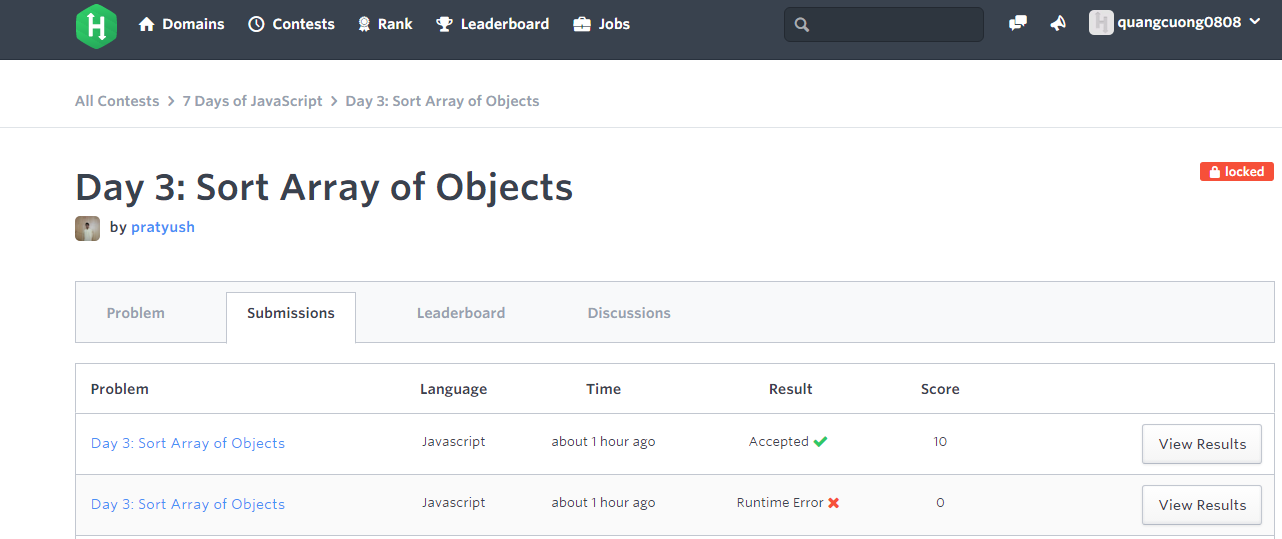 Domains Contests Rank Leaderboard Jobs quangcuong0808
All Contests > 7 Days of JavaScript > Day 3: Sort Array of Objects
Day 3: Sort Array of Objects
locked
by pratyush
Problem Submissions Leaderboard Discussions
Problem Language Time Result Score
Day 3: Sort Array of Objects Javascript about 1 hour ago Accepted 10 View Results
Day 3: Sort Array of Objects Javascript about 1 hour ago Runtime Error 0 View Results